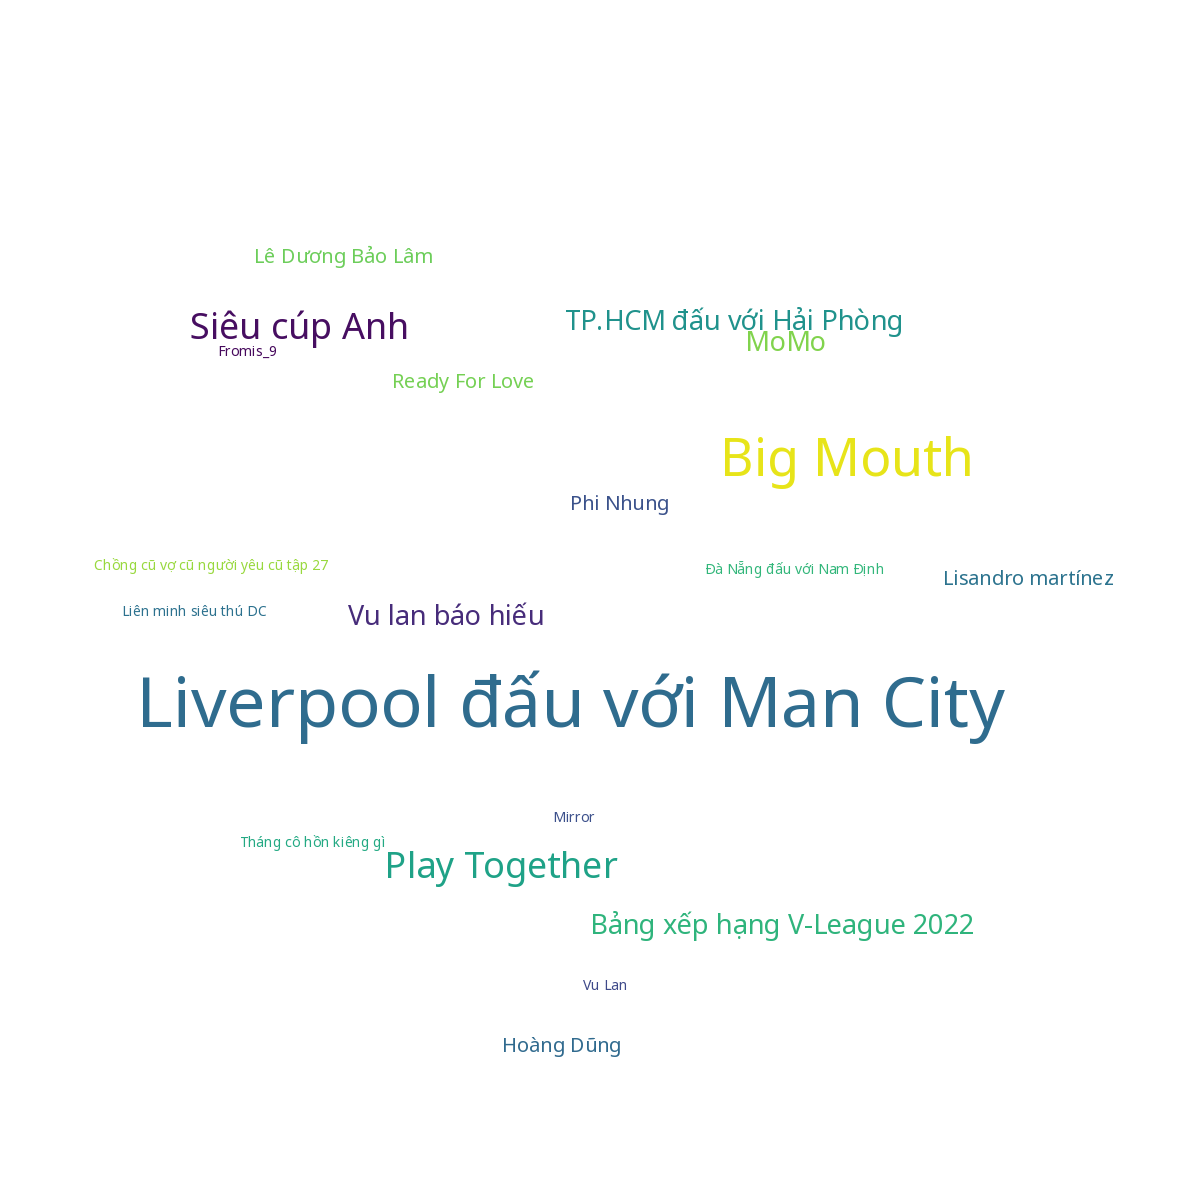 Lê Dương Bảo Lâm
Siêu cúp Anh
TP.HCM đấu với Hải Phòng
MoMo
Fromis_9
Ready For Love
Big Mouth
Phi Nhung
Chồng cũ vợ cũ người yêu cũ tập 27
Đà Nẵng đấu với Nam Định
Lisandro martínez
Liên minh siêu thú DC
Vu lan báo hiếu
Liverpool đấu với Man City
Mirror
Tháng cô hồn kiêng gì
Play Together
Bảng xếp hạng V-League 2022
Vu Lan
Hoàng Dũng